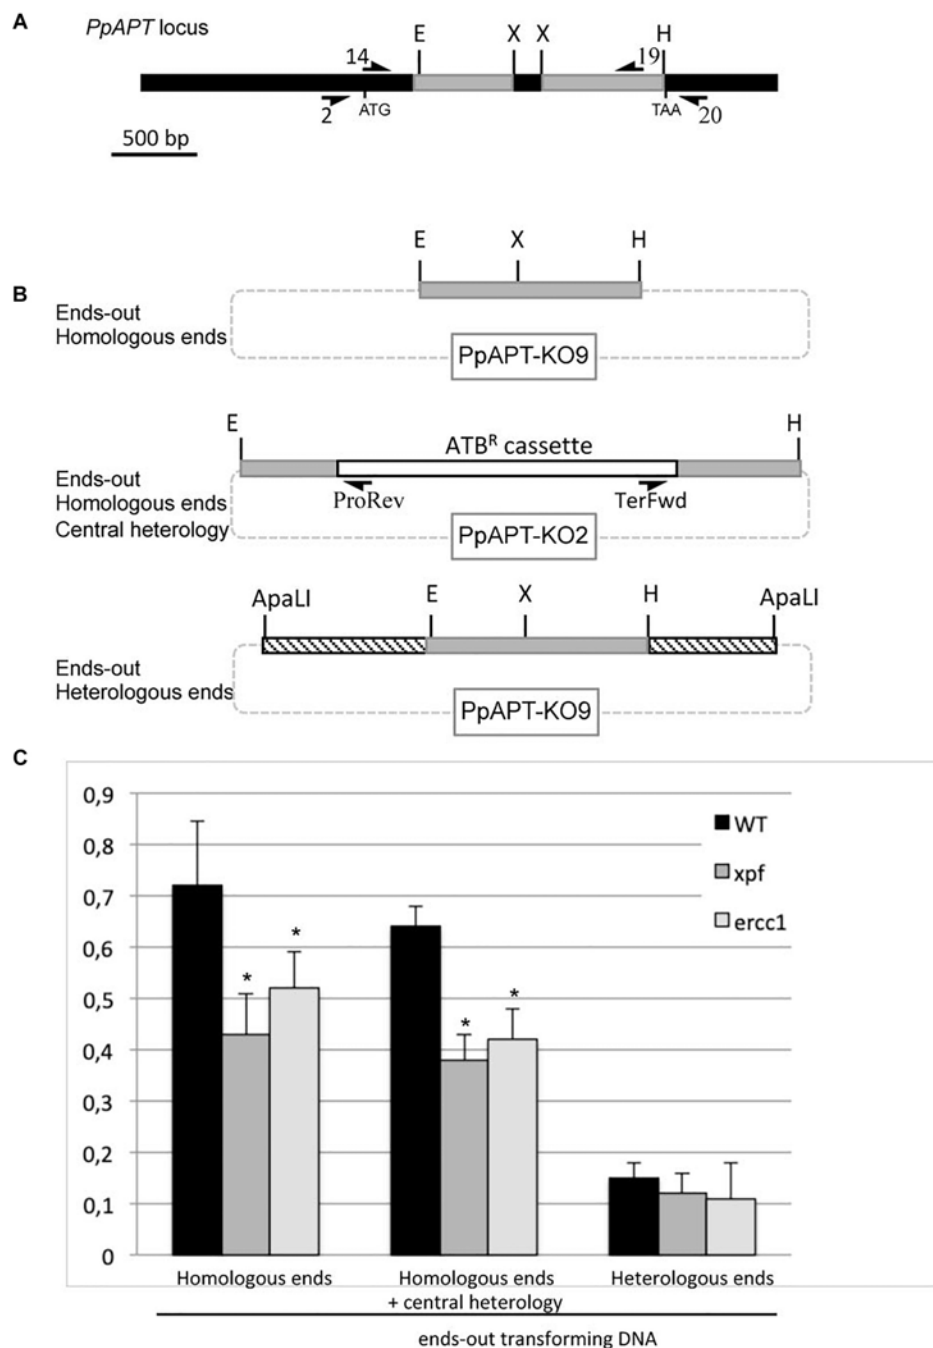 A
PpAPT locus
E X X H
14 19
2 ATG TAA 20
500 bp
B
E X H
Ends-out
Homologous ends
PpAPT-KO9
E H
ATBᴿ cassette
Ends-out
Homologous ends
Central heterology
ProRev TerFwd
PpAPT-KO2
ApaLI E X H ApaLI
Ends-out
Heterologous ends
PpAPT-KO9
C
0,9
0,8
0,7
0,6
0,5
0,4
0,3
0,2
0,1
0
WT
xpf
ercc1
* *
* *
Homologous ends
Homologous ends
+ central heterology
Heterologous ends
ends-out transforming DNA